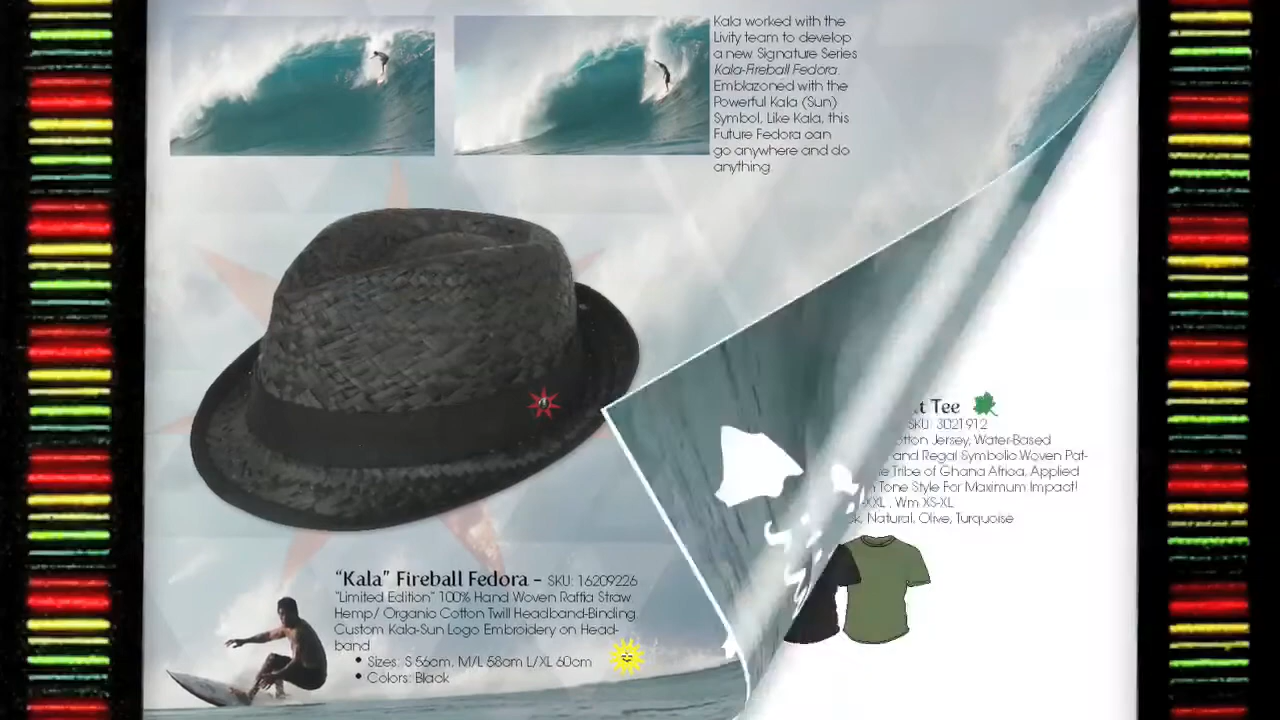 Kala worked with the
Livity team to develop
a new Signature Series
Kala-Fireball Fedora.
Emblazoned with the
Powerful Kala (Sun)
Symbol, Like Kala, this
Future Fedora can
go anywhere and do
anything
"Kala" Fireball Fedora – SKU: 16209226
"Limited Edition" 100% Hand Woven Raffia Straw
Hemp/ Organic Cotton Twill Headband-Binding
Custom Kala-Sun Logo Embroidery on Head-
band
• Sizes: S 56cm, M/L 58cm L/XL 60cm
• Colors: Black
Tee
SKU: 3021912
Jersey, Water-Based
and Regal Symbolic Woven Pat-
Tribe of Ghana Africa, Applied
Tone Style For Maximum Impact!
-XXL , Wm XS-XL
Natural, Olive, Turquoise